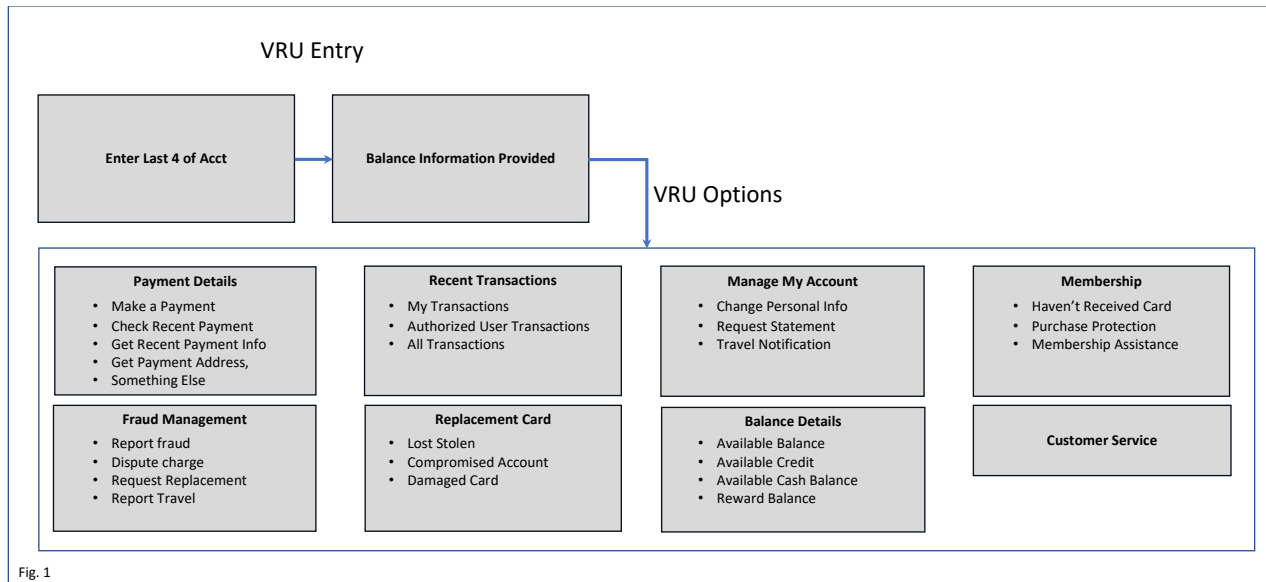 VRU Entry
Enter Last 4 of Acct
Balance Information Provided
VRU Options
Payment Details
• Make a Payment
• Check Recent Payment
• Get Recent Payment Info
• Get Payment Address,
• Something Else
Recent Transactions
• My Transactions
• Authorized User Transactions
• All Transactions
Manage My Account
• Change Personal Info
• Request Statement
• Travel Notification
Membership
• Haven’t Received Card
• Purchase Protection
• Membership Assistance
Fraud Management
• Report fraud
• Dispute charge
• Request Replacement
• Report Travel
Replacement Card
• Lost Stolen
• Compromised Account
• Damaged Card
Balance Details
• Available Balance
• Available Credit
• Available Cash Balance
• Reward Balance
Customer Service
Fig. 1